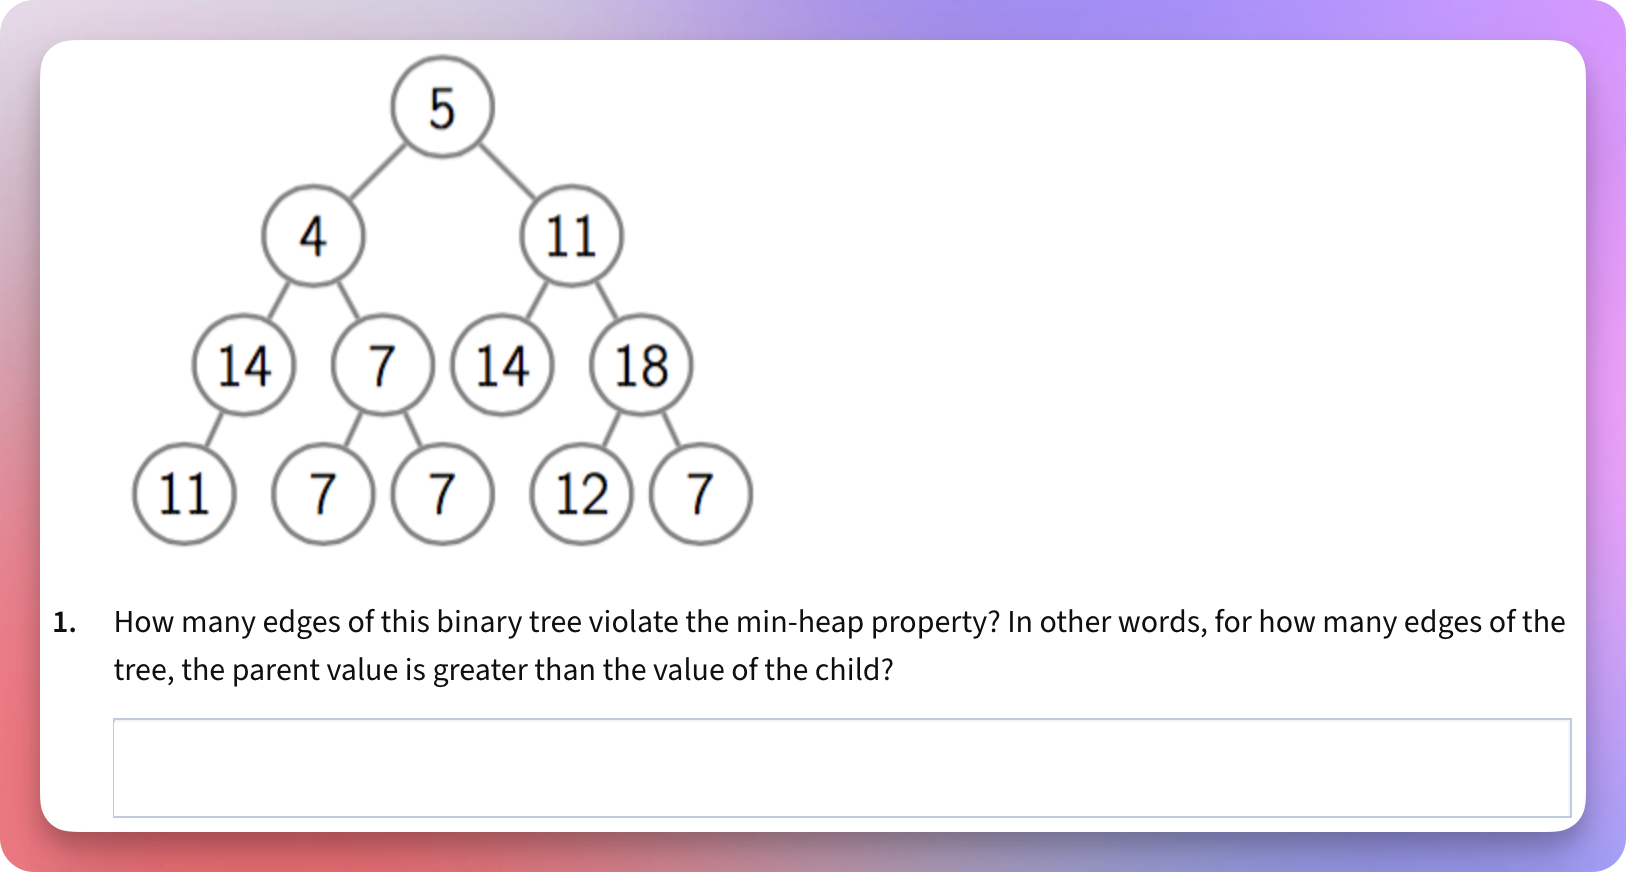 5
4 11
14 7 14 18
11 7 7 12 7
1. How many edges of this binary tree violate the min-heap property? In other words, for how many edges of the
tree, the parent value is greater than the value of the child?